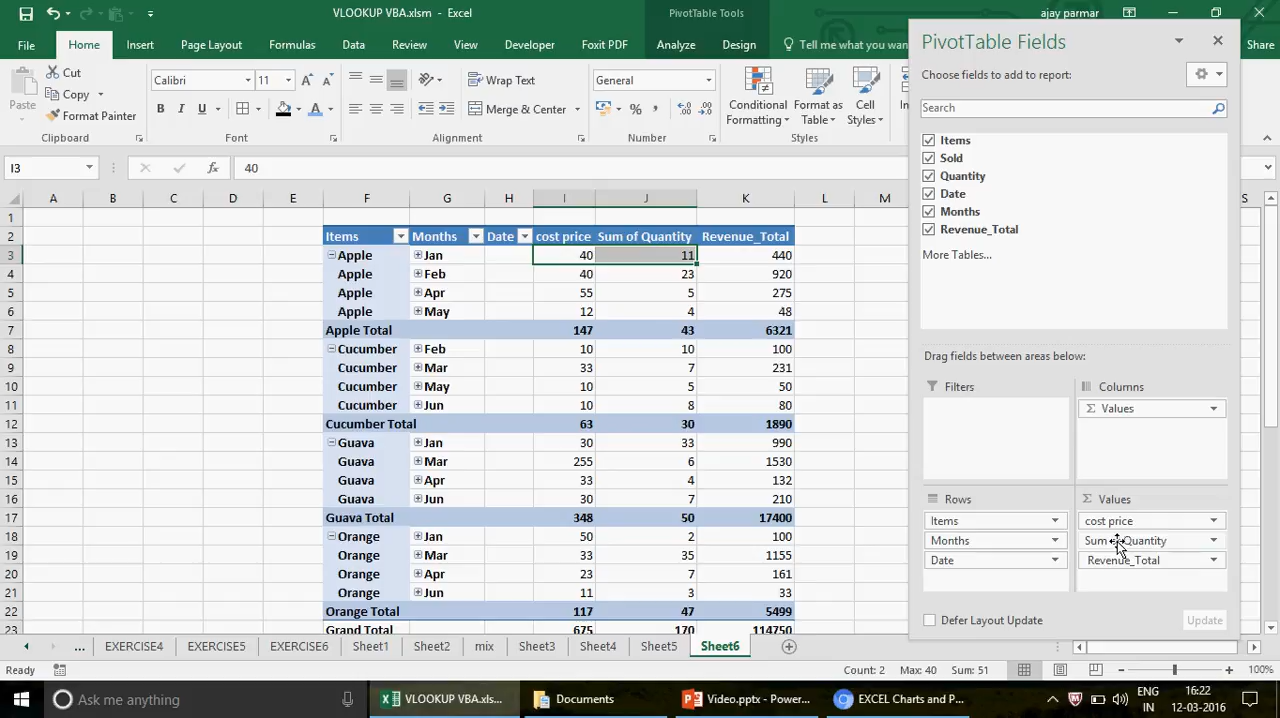 VLOOKUP VBA.xlsm - Excel
PivotTable Tools
ajay parmar
File Home Insert Page Layout Formulas Data Review View Developer Foxit PDF Analyze Design Tell me what you want Share
Paste
Cut
Copy
Format Painter
Calibri 11
B I U
Wrap Text
Merge & Center
General
Conditional Formatting
Format as Table
Cell Styles
Clipboard Font Alignment Number Styles
I3 fx 40
A B C D E F G H I J K L M S
1
2 Items Months Date cost price Sum of Quantity Revenue_Total
3 Apple Jan 40 11 440
4 Apple Feb 40 23 920
5 Apple Apr 55 5 275
6 Apple May 12 4 48
7 Apple Total 147 43 6321
8 Cucumber Feb 10 10 100
9 Cucumber Mar 33 7 231
10 Cucumber May 10 5 50
11 Cucumber Jun 10 8 80
12 Cucumber Total 63 30 1890
13 Guava Jan 30 33 990
14 Guava Mar 255 6 1530
15 Guava Apr 33 4 132
16 Guava Jun 30 7 210
17 Guava Total 348 50 17400
18 Orange Jan 50 2 100
19 Orange Mar 33 35 1155
20 Orange Apr 23 7 161
21 Orange Jun 11 3 33
22 Orange Total 117 47 5499
23 Grand Total 675 170 114750
PivotTable Fields
Choose fields to add to report:
Search
Items
Sold
Quantity
Date
Months
Revenue_Total
More Tables...
Drag fields between areas below:
Filters
Columns
Σ Values
Rows
Items
Months
Date
Σ Values
cost price
Sum of Quantity
Revenue_Total
Defer Layout Update
Update
... EXERCISE4 EXERCISE5 EXERCISE6 Sheet1 Sheet2 mix Sheet3 Sheet4 Sheet5 Sheet6
Ready
Count: 2 Max: 40 Sum: 51
100%
Ask me anything
VLOOKUP VBA.xls...
Documents
Video.pptx - Power...
EXCEL Charts and P...
ENG
IN
16:22
12-03-2016